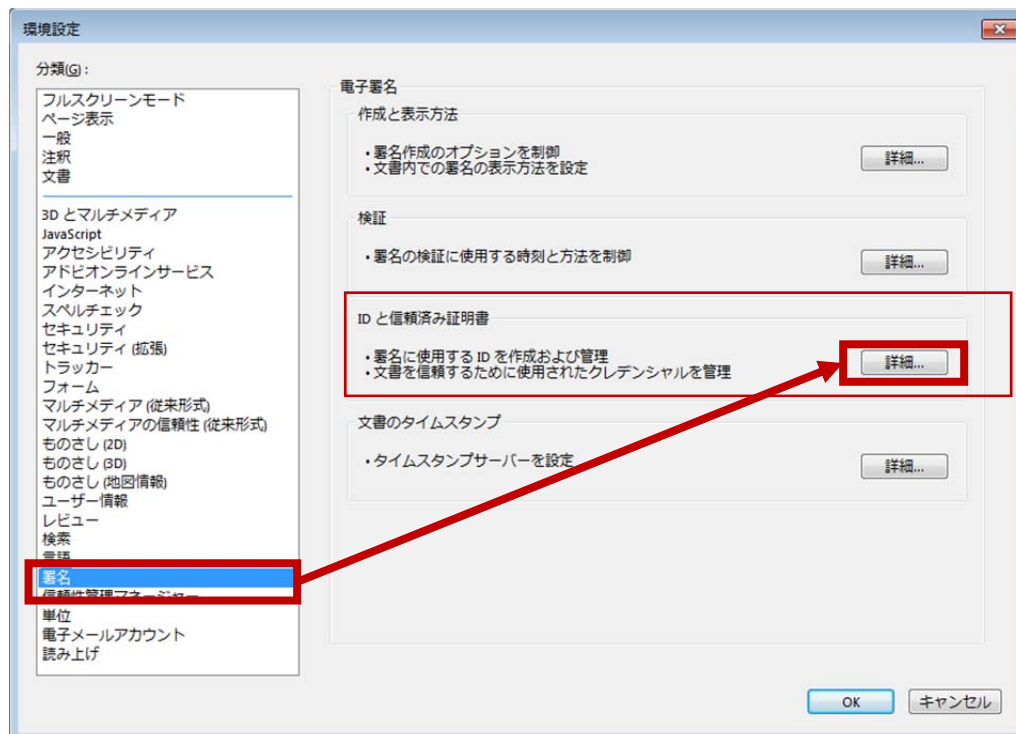 環境設定
分類(G):
フルスクリーンモード
ページ表示
一般
注釈
文書
3D とマルチメディア
JavaScript
アクセシビリティ
アドビオンラインサービス
インターネット
スペルチェック
セキュリティ
セキュリティ (拡張)
トラッカー
フォーム
マルチメディア (従来形式)
マルチメディアの信頼性 (従来形式)
ものさし (2D)
ものさし (3D)
ものさし (地図情報)
ユーザー情報
レビュー
検索
言語
署名
信頼性管理マネージャー
単位
電子メールアカウント
読み上げ
電子署名
作成と表示方法
・署名作成のオプションを制御
・文書内での署名の表示方法を設定
詳細...
検証
・署名の検証に使用する時刻と方法を制御
詳細...
ID と信頼済み証明書
・署名に使用する ID を作成および管理
・文書を信頼するために使用されたクレデンシャルを管理
詳細...
文書のタイムスタンプ
・タイムスタンプサーバーを設定
詳細...
OK
キャンセル